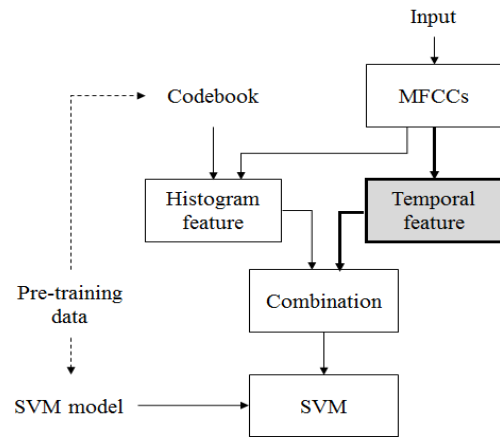 Input
Codebook
MFCCs
Histogram
feature
Temporal
feature
Pre-training
data
Combination
SVM model
SVM